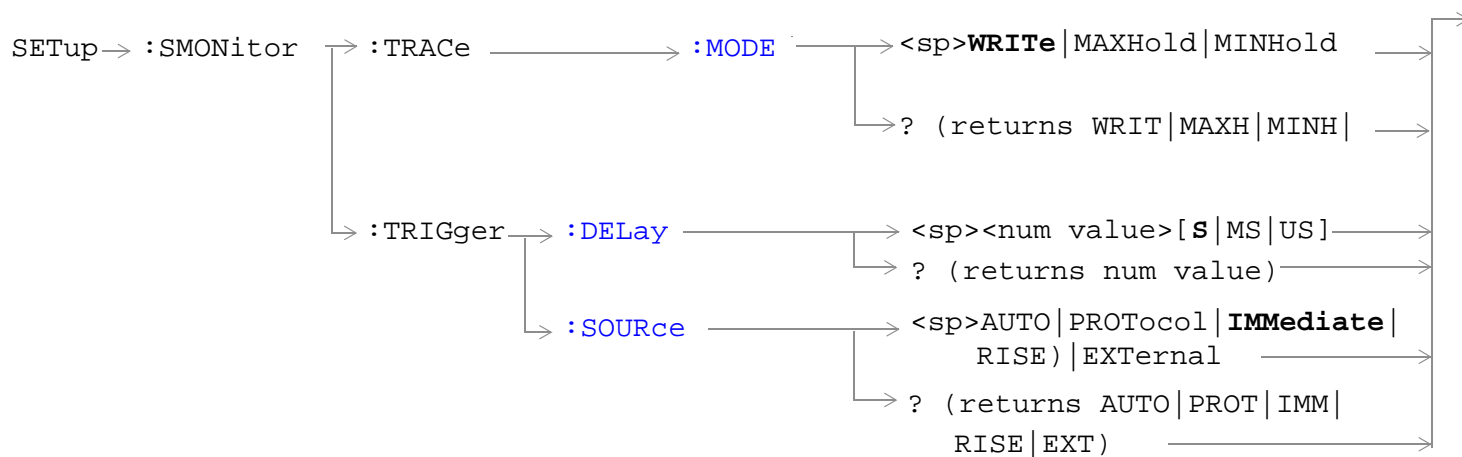 SETup :SMONitor :TRACe :MODE <sp>WRITe|MAXHold|MINHold
? (returns WRIT|MAXH|MINH|
:TRIGger :DELay <sp><num value>[S|MS|US]
? (returns num value)
:SOURce <sp>AUTO|PROTocol|IMMediate|
RISE)|EXTernal
? (returns AUTO|PROT|IMM|
RISE|EXT)